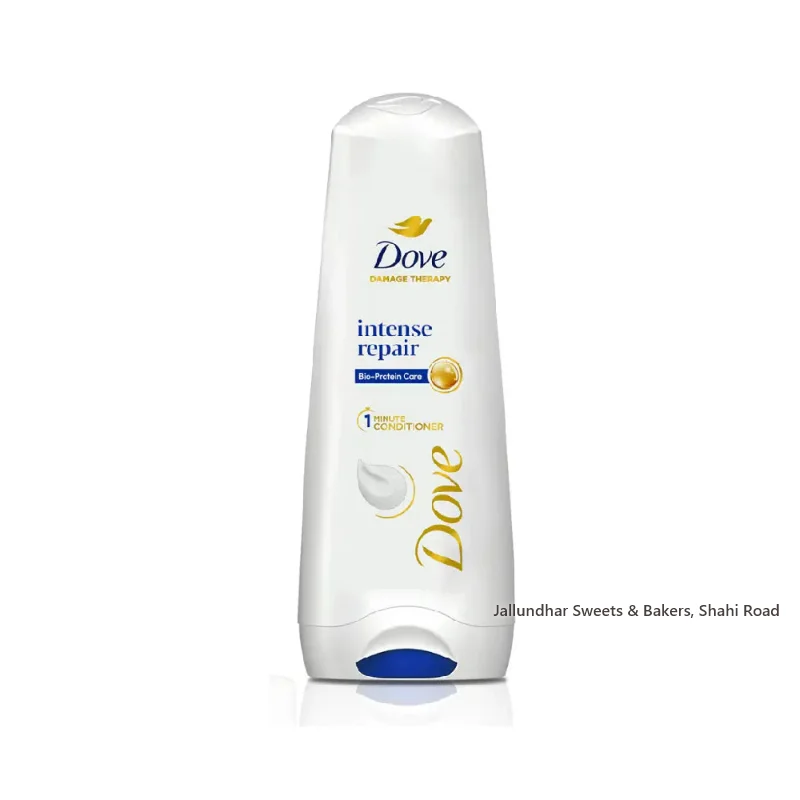 Dove
DAMAGE THERAPY
intense
repair
Bio-Protein Care
1 MINUTE
CONDITIONER
Dove
Jallundhar Sweets & Bakers, Shahi Road